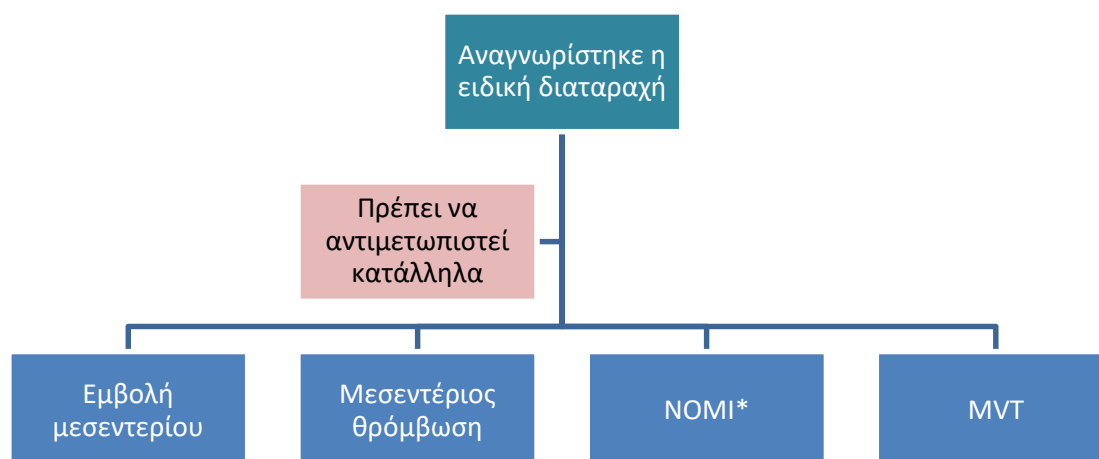 Αναγνωρίστηκε η
ειδική διαταραχή
Πρέπει να
αντιμετωπιστεί
κατάλληλα
Εμβολή
μεσεντερίου
Μεσεντέριος
θρόμβωση
NOMI*
MVT